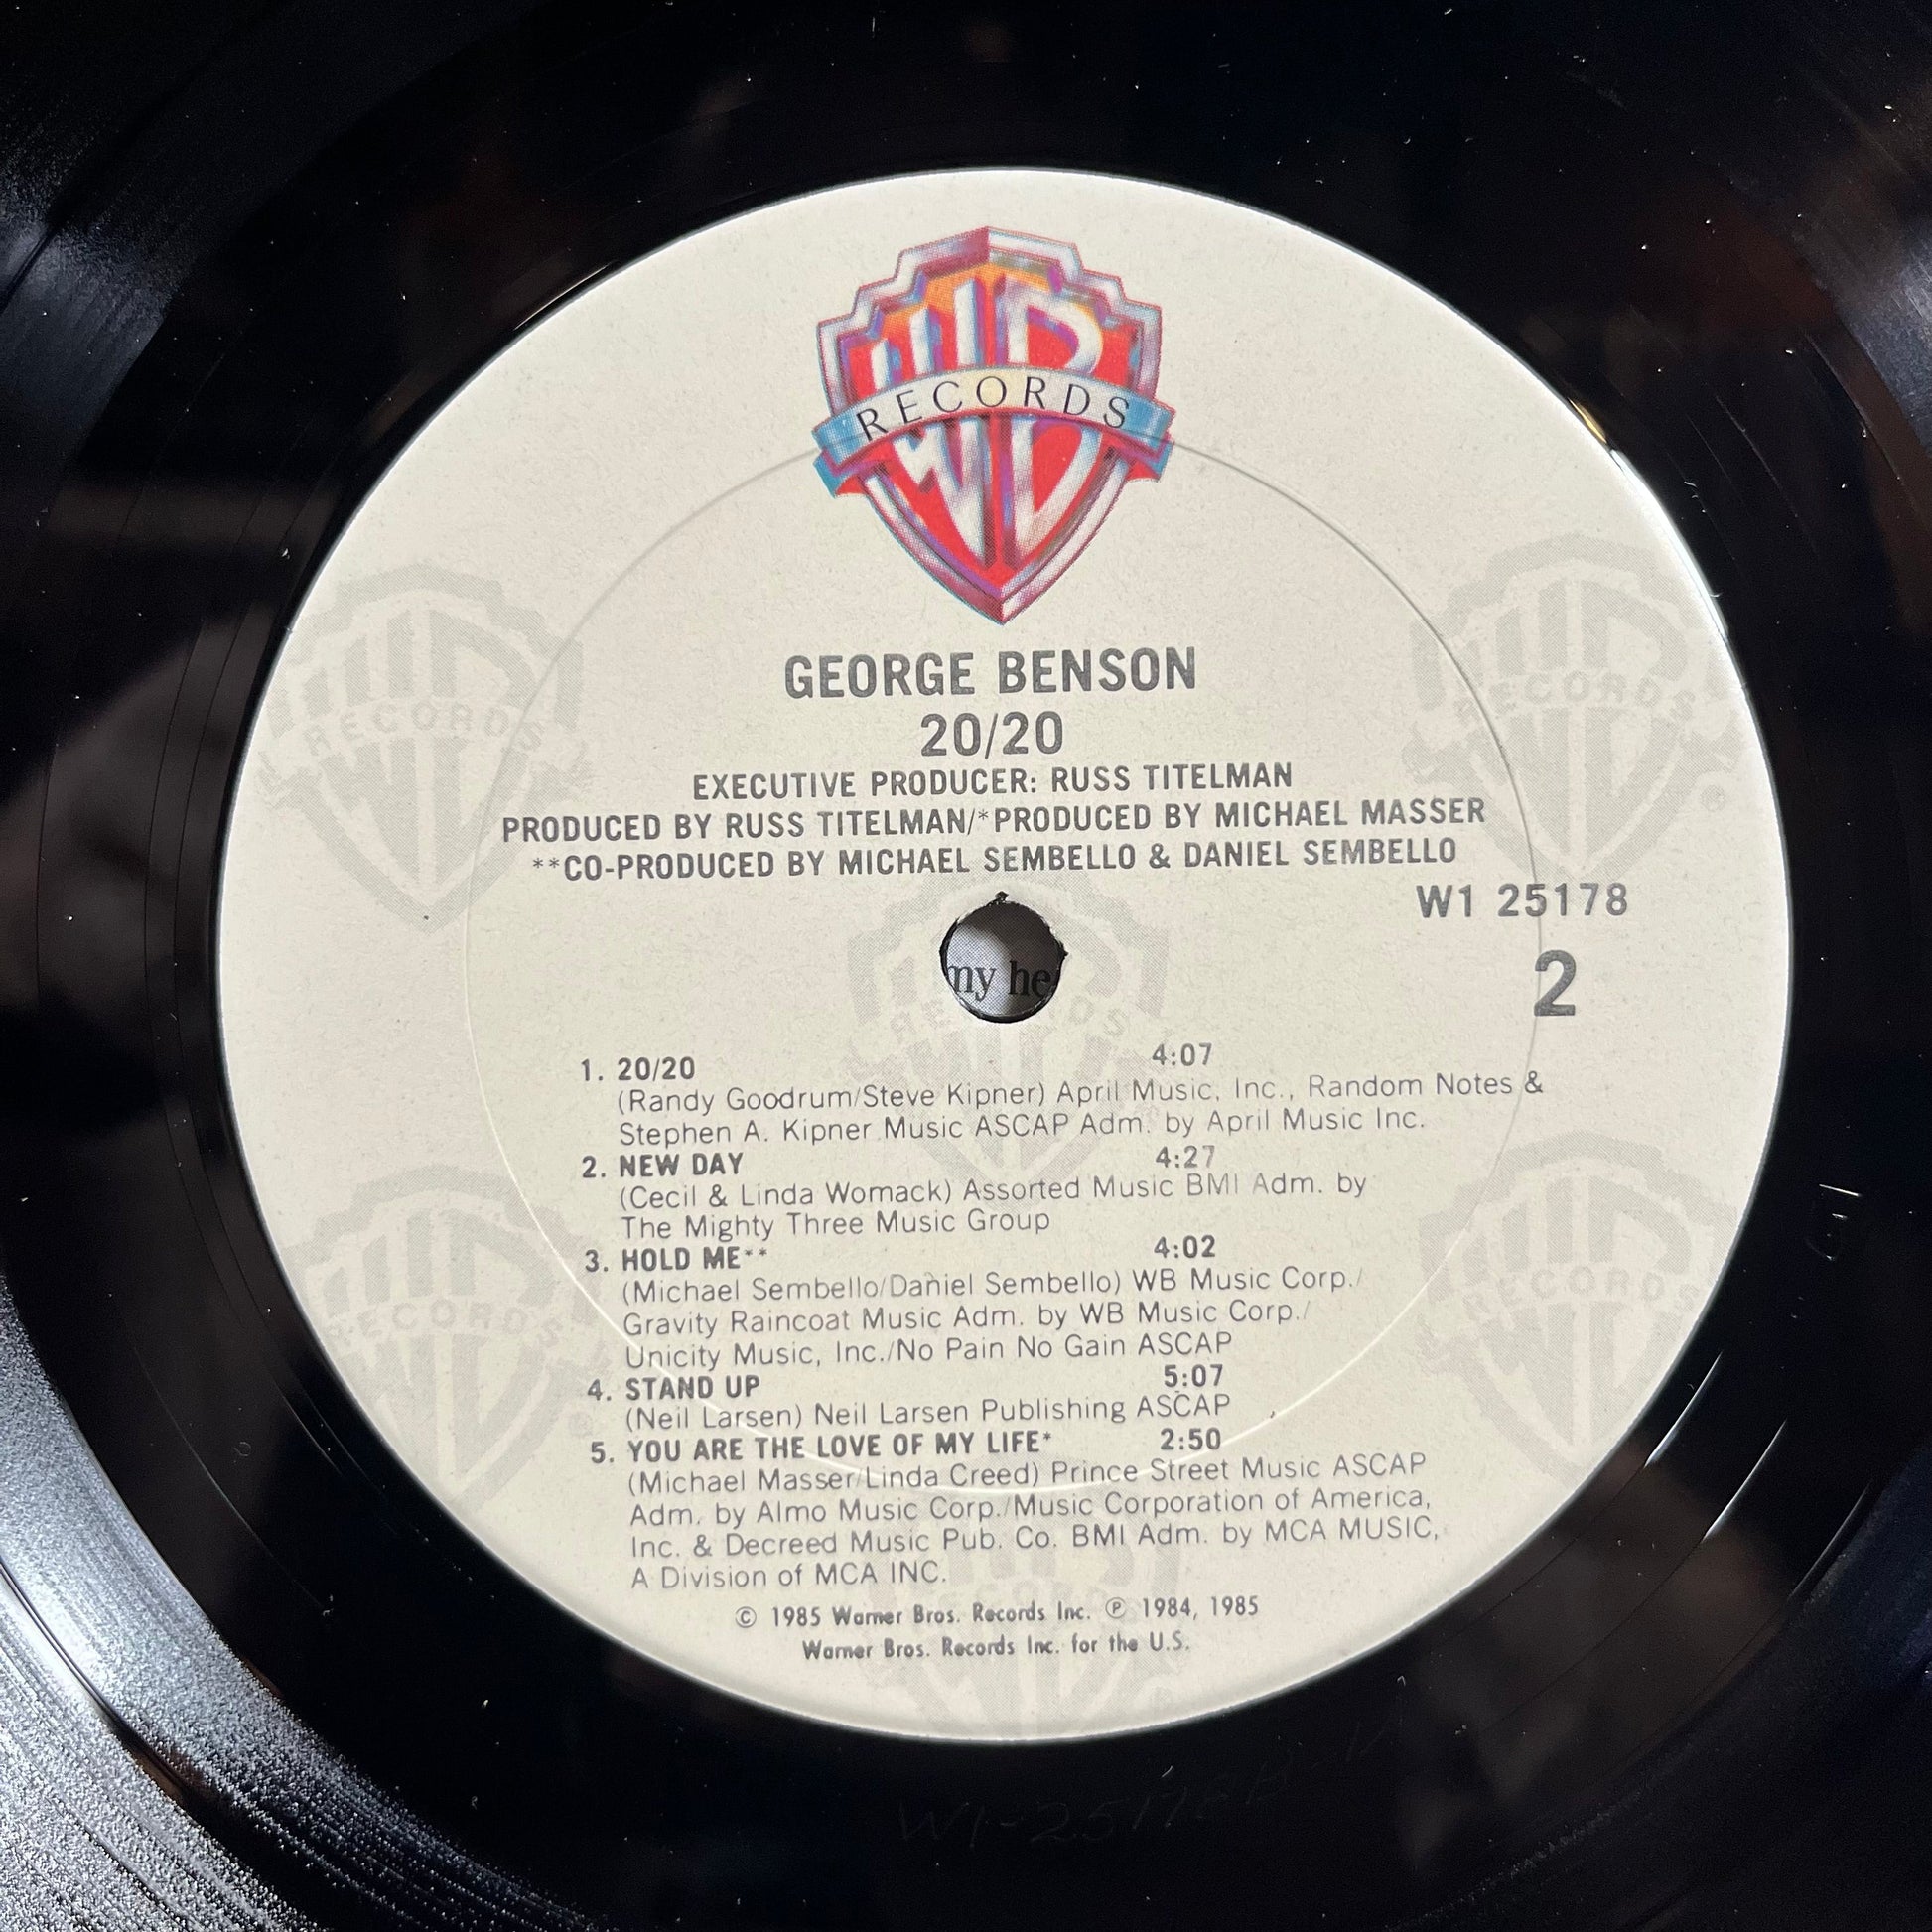 WB
RECORDS
GEORGE BENSON
20/20
EXECUTIVE PRODUCER: RUSS TITELMAN
PRODUCED BY RUSS TITELMAN/*PRODUCED BY MICHAEL MASSER
**CO-PRODUCED BY MICHAEL SEMBELLO & DANIEL SEMBELLO
W1 25178
2
my he
1. 20/20 4:07
(Randy Goodrum/Steve Kipner) April Music, Inc., Random Notes &
Stephen A. Kipner Music ASCAP Adm. by April Music Inc.
2. NEW DAY 4:27
(Cecil & Linda Womack) Assorted Music BMI Adm. by
The Mighty Three Music Group
3. HOLD ME** 4:02
(Michael Sembello/Daniel Sembello) WB Music Corp./
Gravity Raincoat Music Adm. by WB Music Corp./
Unicity Music, Inc./No Pain No Gain ASCAP
4. STAND UP 5:07
(Neil Larsen) Neil Larsen Publishing ASCAP
5. YOU ARE THE LOVE OF MY LIFE* 2:50
(Michael Masser/Linda Creed) Prince Street Music ASCAP
Adm. by Almo Music Corp./Music Corporation of America,
Inc. & Decreed Music Pub. Co. BMI Adm. by MCA MUSIC,
A Division of MCA INC.
© 1985 Warner Bros. Records Inc. ℗ 1984, 1985
Warner Bros. Records Inc. for the U.S.